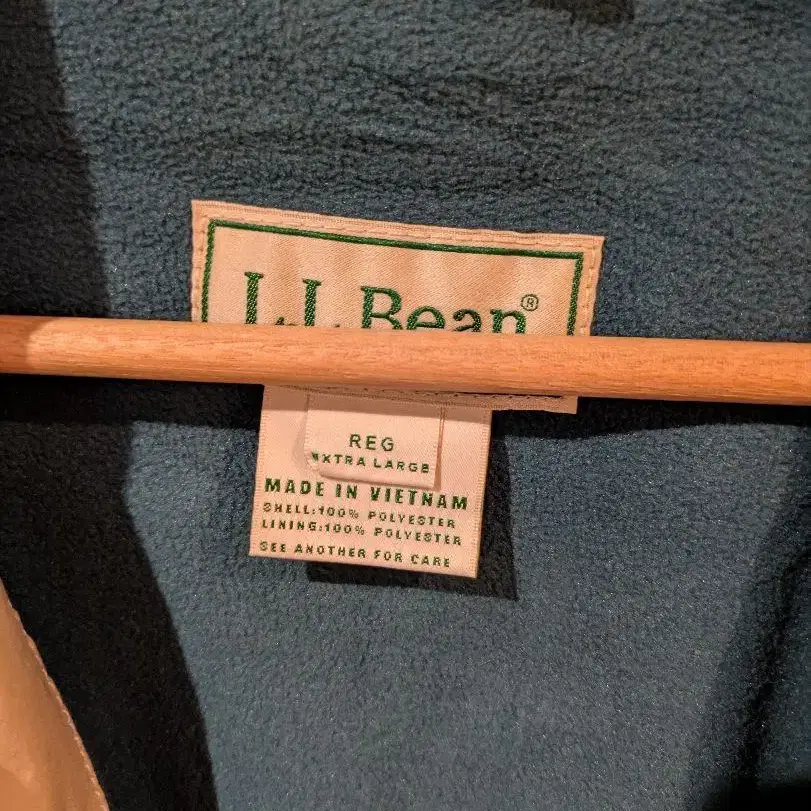 L.L.Bean®
REG
EXTRA LARGE
MADE IN VIETNAM
SHELL:100% POLYESTER
LINING:100% POLYESTER
SEE ANOTHER FOR CARE